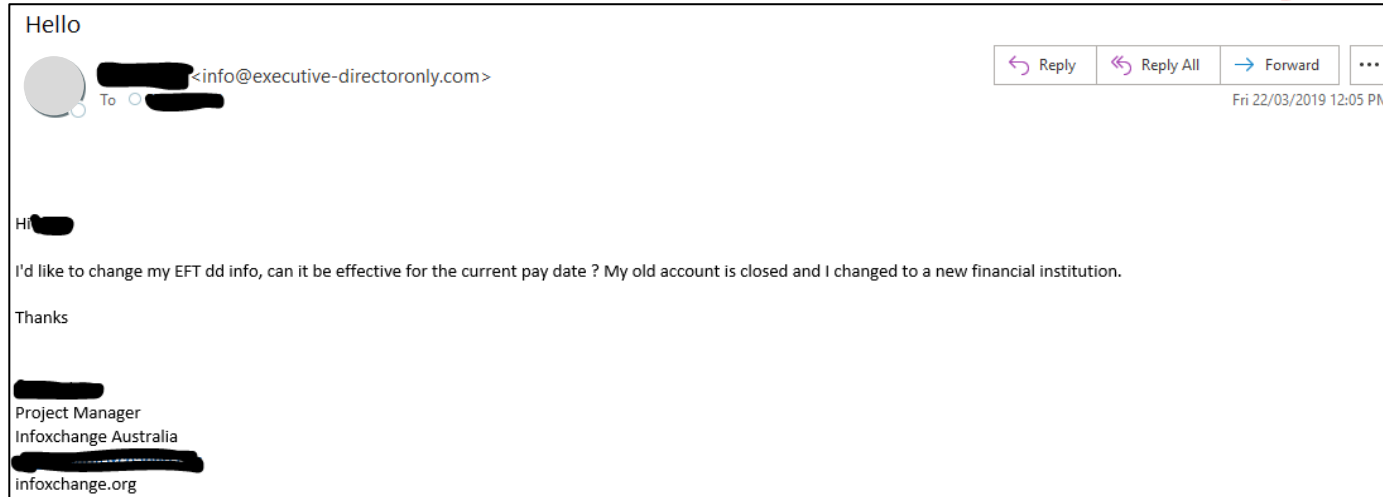 Hello
<info@executive-directoronly.com>
Reply
Reply All
Forward
To
Fri 22/03/2019 12:05 PM
Hi
I'd like to change my EFT dd info, can it be effective for the current pay date ? My old account is closed and I changed to a new financial institution.
Thanks
Project Manager
Infoxchange Australia
infoxchange.org